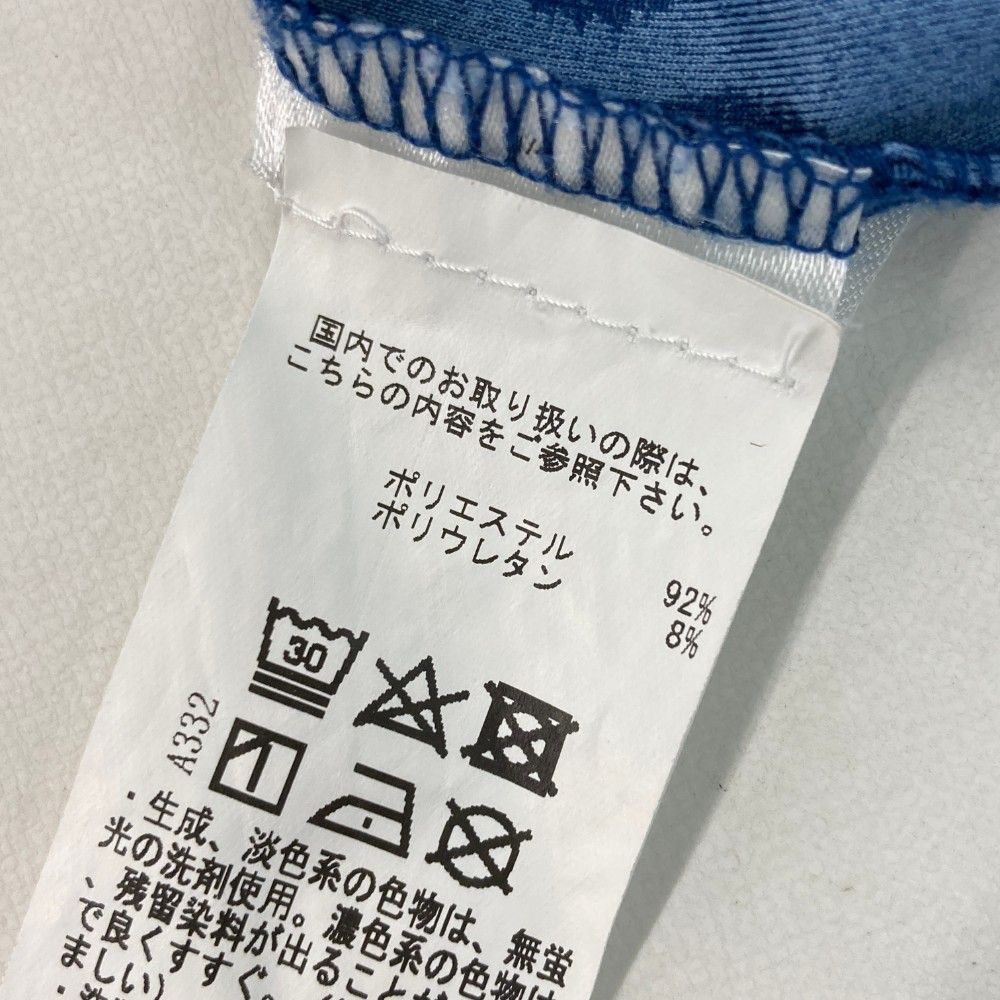 国内でのお取り扱いの際は、
こちらの内容をご参照下さい。
ポリエステル 92%
ポリウレタン 8%
30
A332
・生成、淡色系の色物は、無蛍
光の洗剤使用。濃色系の色物は
、残留染料が出ること
で良くすすぐ。
ましい)